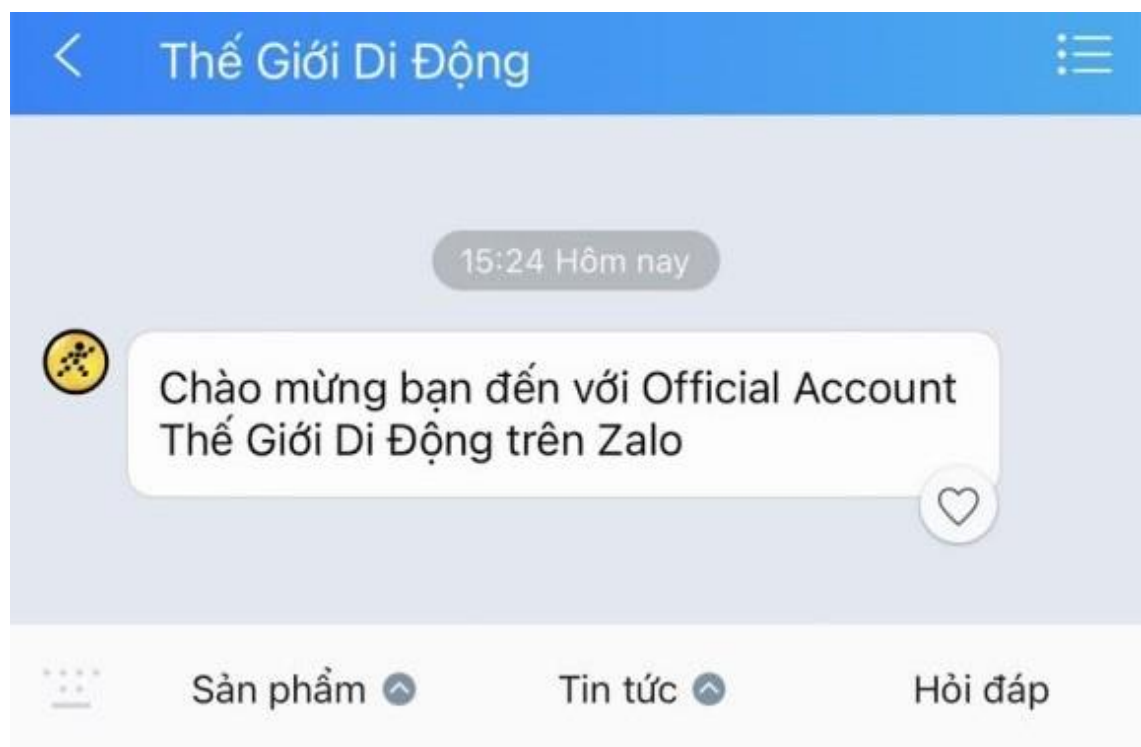 Thế Giới Di Động
15:24 Hôm nay
Chào mừng bạn đến với Official Account
Thế Giới Di Động trên Zalo
Sản phẩm
Tin tức
Hỏi đáp